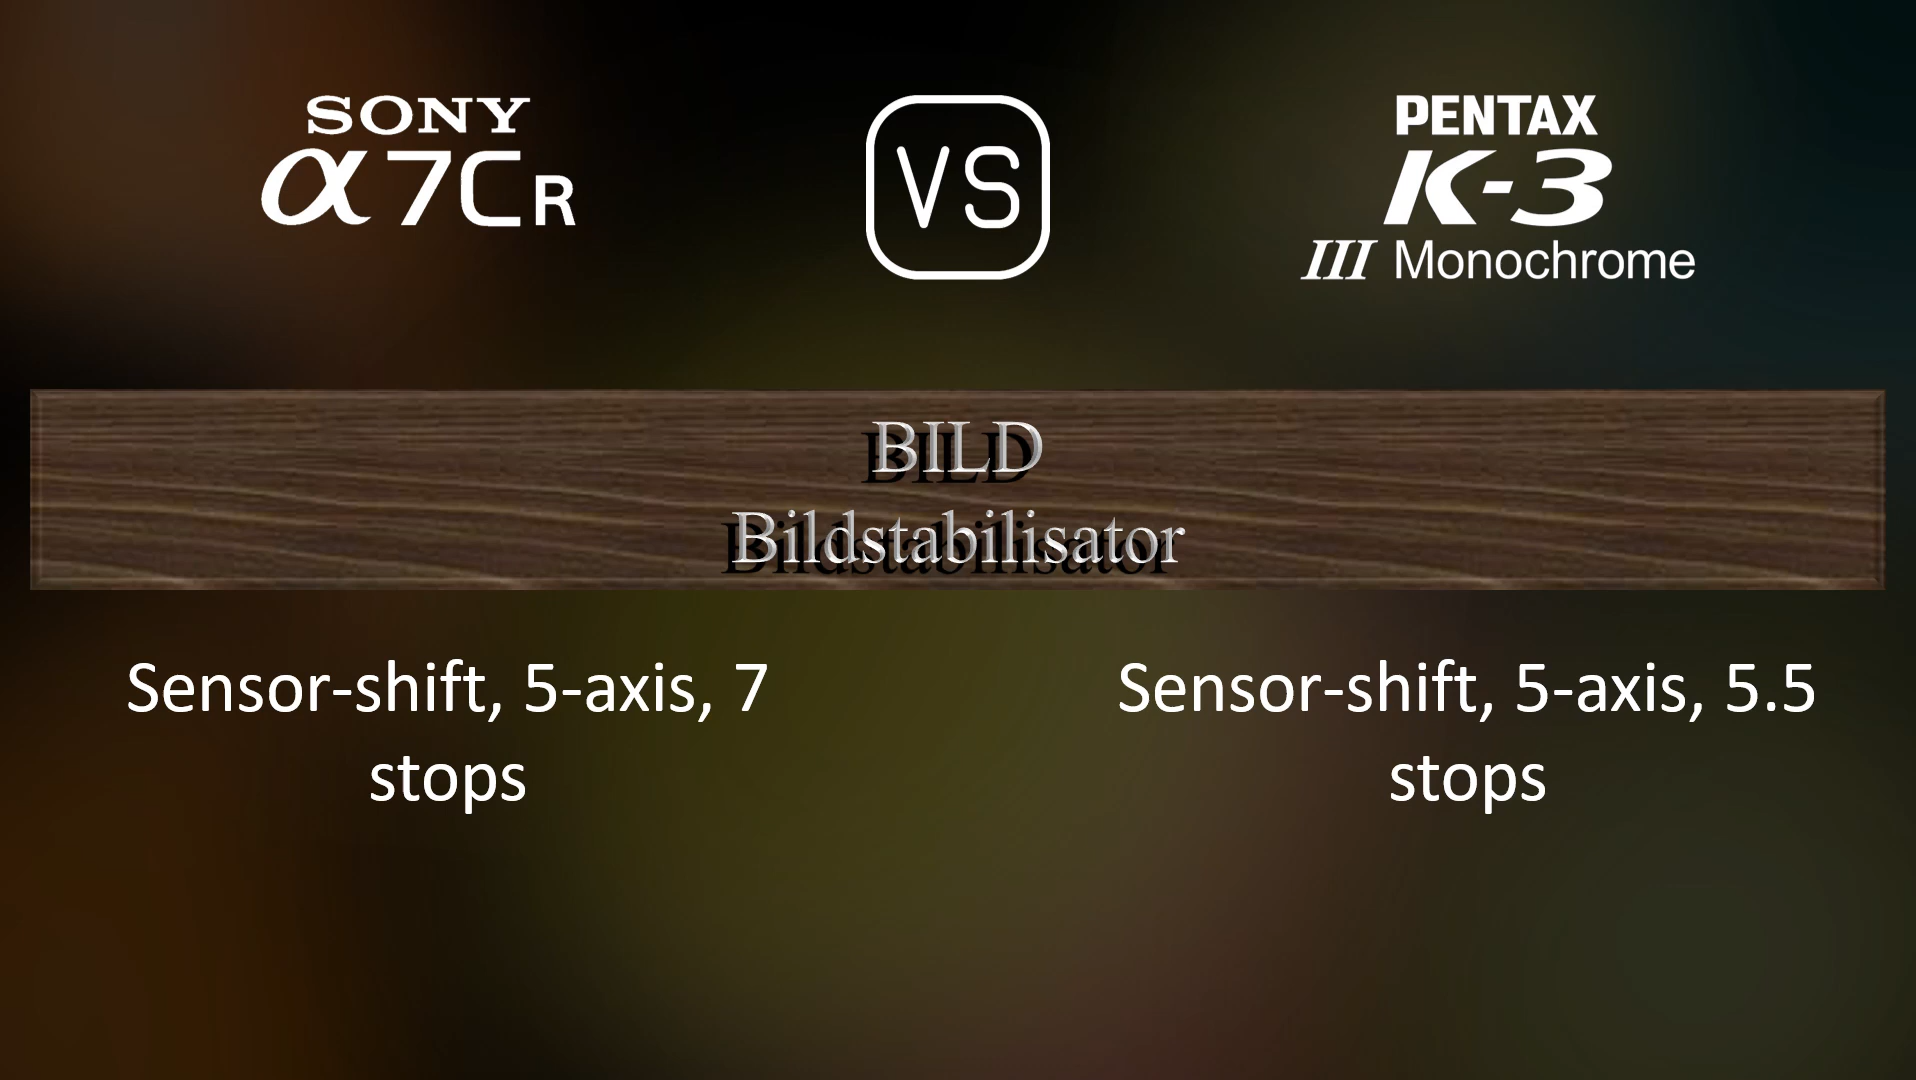 SONY
α7CR
VS
PENTAX
K-3
III Monochrome
BILD
Bildstabilisator
Sensor-shift, 5-axis, 7
stops
Sensor-shift, 5-axis, 5.5
stops